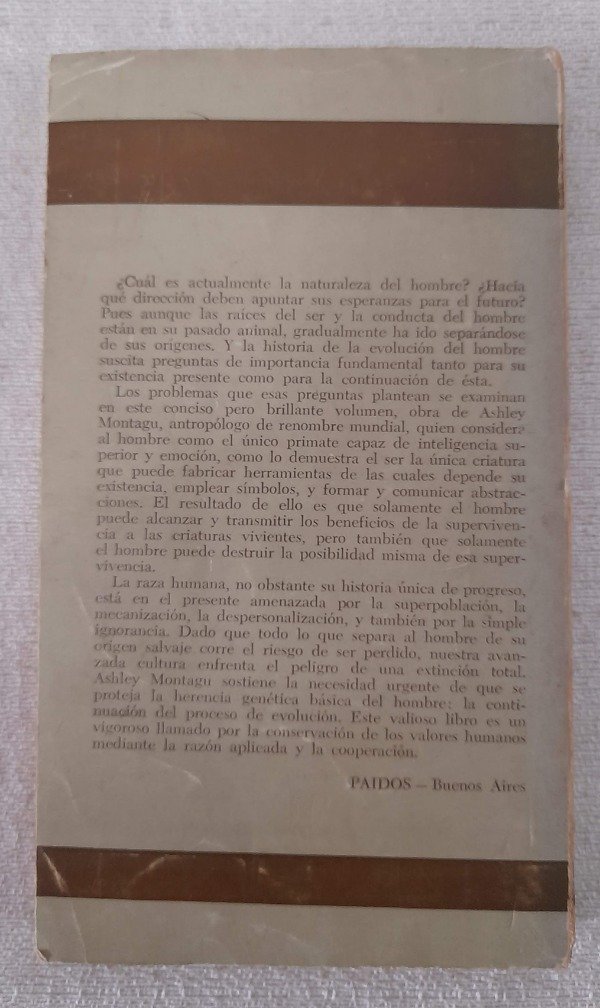 ¿Cuál es actualmente la naturaleza del hombre? ¿Hacia
qué dirección deben apuntar sus esperanzas para el futuro?
Pues aunque las raíces del ser y la conducta del hombre
están en su pasado animal, gradualmente ha ido separándose
de sus orígenes. Y la historia de la evolución del hombre
suscita preguntas de importancia fundamental tanto para su
existencia presente como para la continuación de ésta.
Los problemas que esas preguntas plantean se examinan
en este conciso pero brillante volumen, obra de Ashley
Montagu, antropólogo de renombre mundial, quien considera
al hombre como el único primate capaz de inteligencia su-
perior y emoción, como lo demuestra el ser la única criatura
que puede fabricar herramientas de las cuales depende su
existencia, emplear símbolos, y formar y comunicar abstrac-
ciones. El resultado de ello es que solamente el hombre
puede alcanzar y transmitir los beneficios de la superviven-
cia a las criaturas vivientes, pero también que solamente
el hombre puede destruir la posibilidad misma de esa super-
vivencia.
La raza humana, no obstante su historia única de progreso,
está en el presente amenazada por la superpoblación, la
mecanización, la despersonalización, y también por la simple
ignorancia. Dado que todo lo que separa al hombre de su
origen salvaje corre el riesgo de ser perdido, nuestra avan-
zada cultura enfrenta el peligro de una extinción total.
Ashley Montagu sostiene la necesidad urgente de que se
proteja la herencia genética básica del hombre: la conti-
nuación del proceso de evolución. Este valioso libro es un
vigoroso llamado por la conservación de los valores humanos
mediante la razón aplicada y la cooperación.
PAIDOS — Buenos Aires